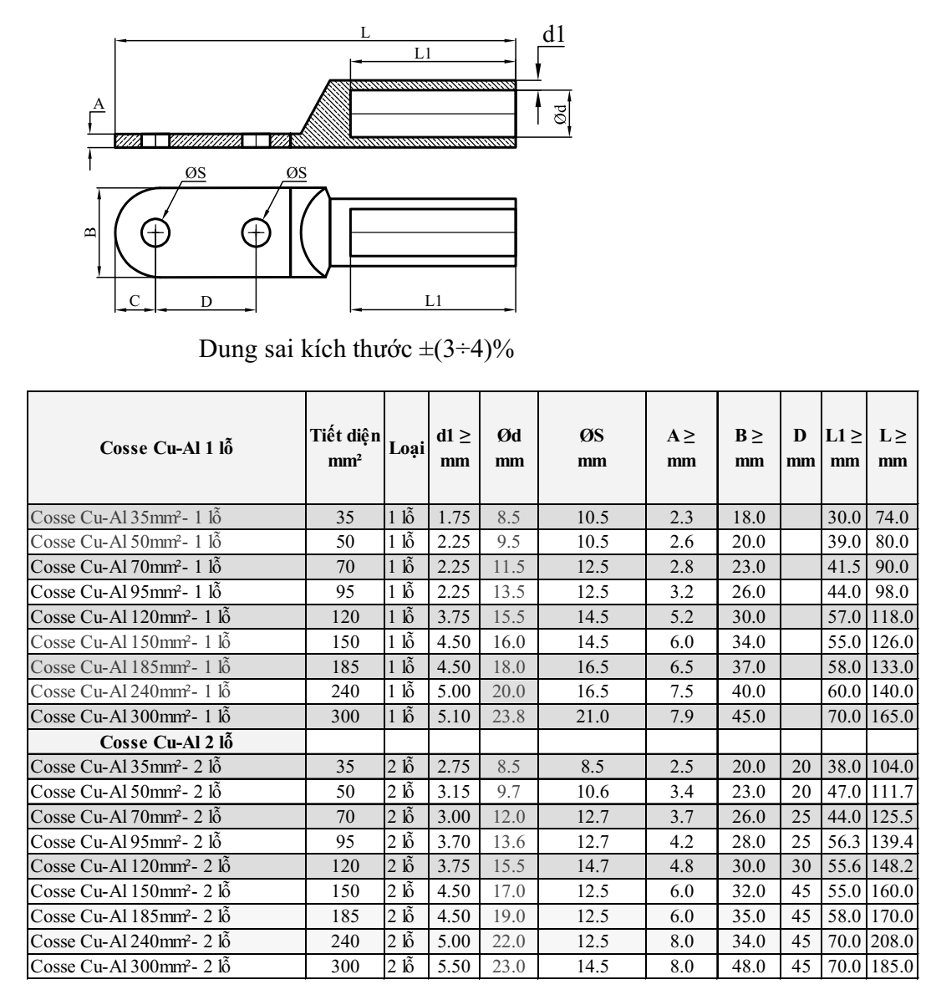 L
d1
L1
A
Ød
ØS ØS
B
C D L1
Dung sai kích thước ±(3÷4)%
Cosse Cu-Al 1 lỗ Tiết diện mm² Loại d1 ≥ mm Ød mm ØS mm A ≥ mm B ≥ mm D mm L1 ≥ mm L ≥ mm
Cosse Cu-Al 35mm²- 1 lỗ 35 1 lỗ 1.75 8.5 10.5 2.3 18.0 30.0 74.0
Cosse Cu-Al 50mm²- 1 lỗ 50 1 lỗ 2.25 9.5 10.5 2.6 20.0 39.0 80.0
Cosse Cu-Al 70mm²- 1 lỗ 70 1 lỗ 2.25 11.5 12.5 2.8 23.0 41.5 90.0
Cosse Cu-Al 95mm²- 1 lỗ 95 1 lỗ 2.25 13.5 12.5 3.2 26.0 44.0 98.0
Cosse Cu-Al 120mm²- 1 lỗ 120 1 lỗ 3.75 15.5 14.5 5.2 30.0 57.0 118.0
Cosse Cu-Al 150mm²- 1 lỗ 150 1 lỗ 4.50 16.0 14.5 6.0 34.0 55.0 126.0
Cosse Cu-Al 185mm²- 1 lỗ 185 1 lỗ 4.50 18.0 16.5 6.5 37.0 58.0 133.0
Cosse Cu-Al 240mm²- 1 lỗ 240 1 lỗ 5.00 20.0 16.5 7.5 40.0 60.0 140.0
Cosse Cu-Al 300mm²- 1 lỗ 300 1 lỗ 5.10 23.8 21.0 7.9 45.0 70.0 165.0
Cosse Cu-Al 2 lỗ
Cosse Cu-Al 35mm²- 2 lỗ 35 2 lỗ 2.75 8.5 8.5 2.5 20.0 20 38.0 104.0
Cosse Cu-Al 50mm²- 2 lỗ 50 2 lỗ 3.15 9.7 10.6 3.4 23.0 20 47.0 111.7
Cosse Cu-Al 70mm²- 2 lỗ 70 2 lỗ 3.00 12.0 12.7 3.7 26.0 25 44.0 125.5
Cosse Cu-Al 95mm²- 2 lỗ 95 2 lỗ 3.70 13.6 12.7 4.2 28.0 25 56.3 139.4
Cosse Cu-Al 120mm²- 2 lỗ 120 2 lỗ 3.75 15.5 14.7 4.8 30.0 30 55.6 148.2
Cosse Cu-Al 150mm²- 2 lỗ 150 2 lỗ 4.50 17.0 12.5 6.0 32.0 45 55.0 160.0
Cosse Cu-Al 185mm²- 2 lỗ 185 2 lỗ 4.50 19.0 12.5 6.0 35.0 45 58.0 170.0
Cosse Cu-Al 240mm²- 2 lỗ 240 2 lỗ 5.00 22.0 12.5 8.0 34.0 45 70.0 208.0
Cosse Cu-Al 300mm²- 2 lỗ 300 2 lỗ 5.50 23.0 14.5 8.0 48.0 45 70.0 185.0